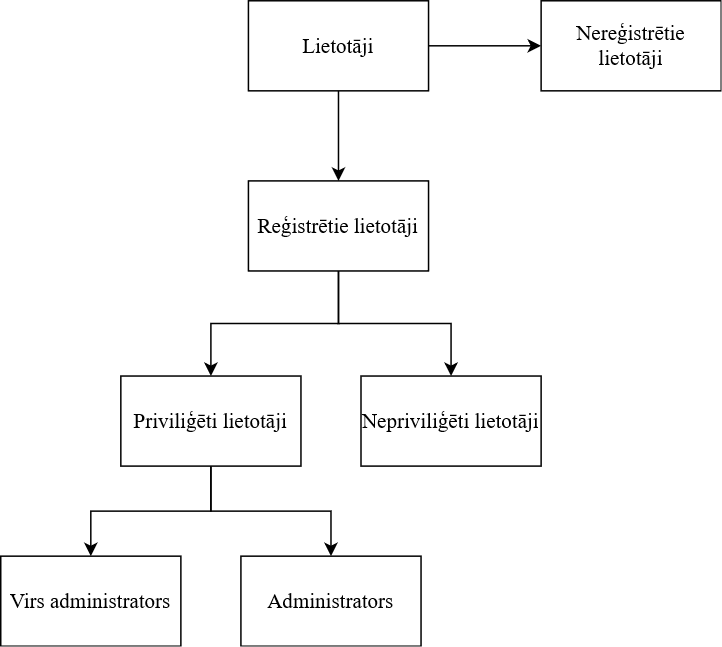 Lietotāji
Nereģistrētie
lietotāji
Reģistrētie lietotāji
Priviliģēti lietotāji
Nepriviliģēti lietotāji
Virs administrators
Administrators